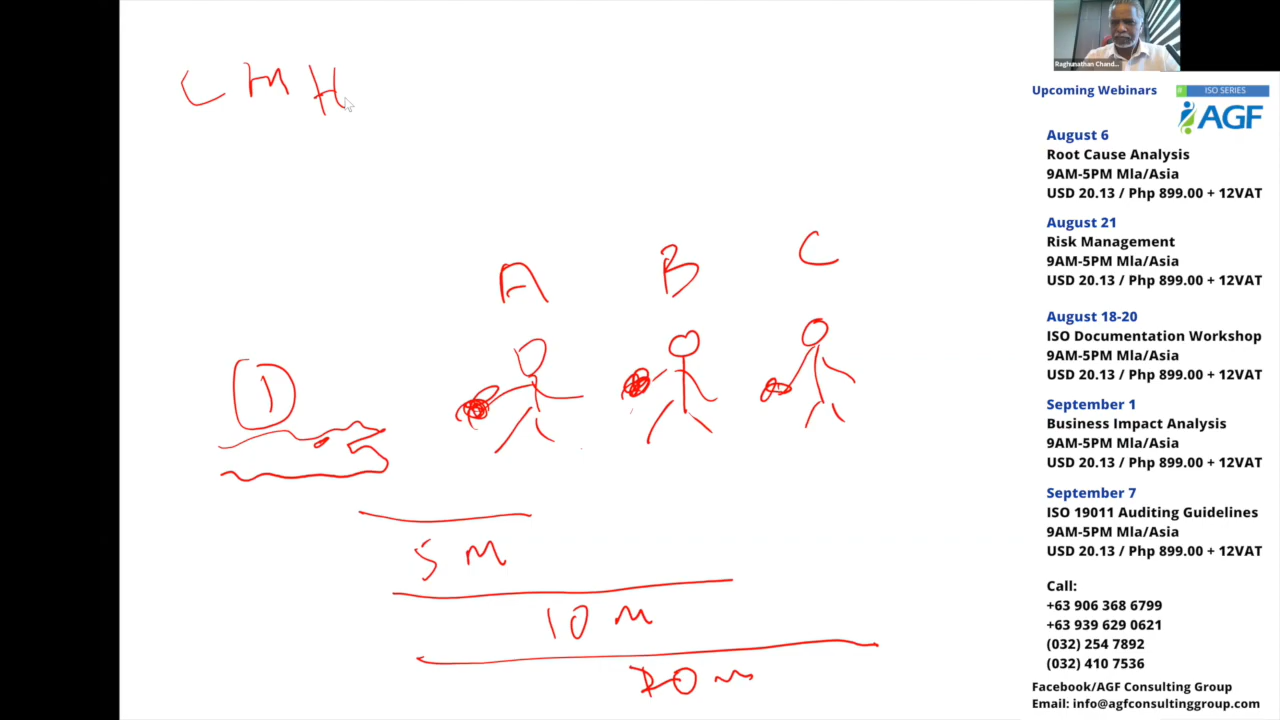 L M H
A B C
1
5 M
10 M
20 m
Raghunathan Chand...
Upcoming Webinars
ISO SERIES
AGF
August 6
Root Cause Analysis
9AM-5PM Mla/Asia
USD 20.13 / Php 899.00 + 12VAT
August 21
Risk Management
9AM-5PM Mla/Asia
USD 20.13 / Php 899.00 + 12VAT
August 18-20
ISO Documentation Workshop
9AM-5PM Mla/Asia
USD 20.13 / Php 899.00 + 12VAT
September 1
Business Impact Analysis
9AM-5PM Mla/Asia
USD 20.13 / Php 899.00 + 12VAT
September 7
ISO 19011 Auditing Guidelines
9AM-5PM Mla/Asia
USD 20.13 / Php 899.00 + 12VAT
Call:
+63 906 368 6799
+63 939 629 0621
(032) 254 7892
(032) 410 7536
Facebook/AGF Consulting Group
Email: info@agfconsultinggroup.com